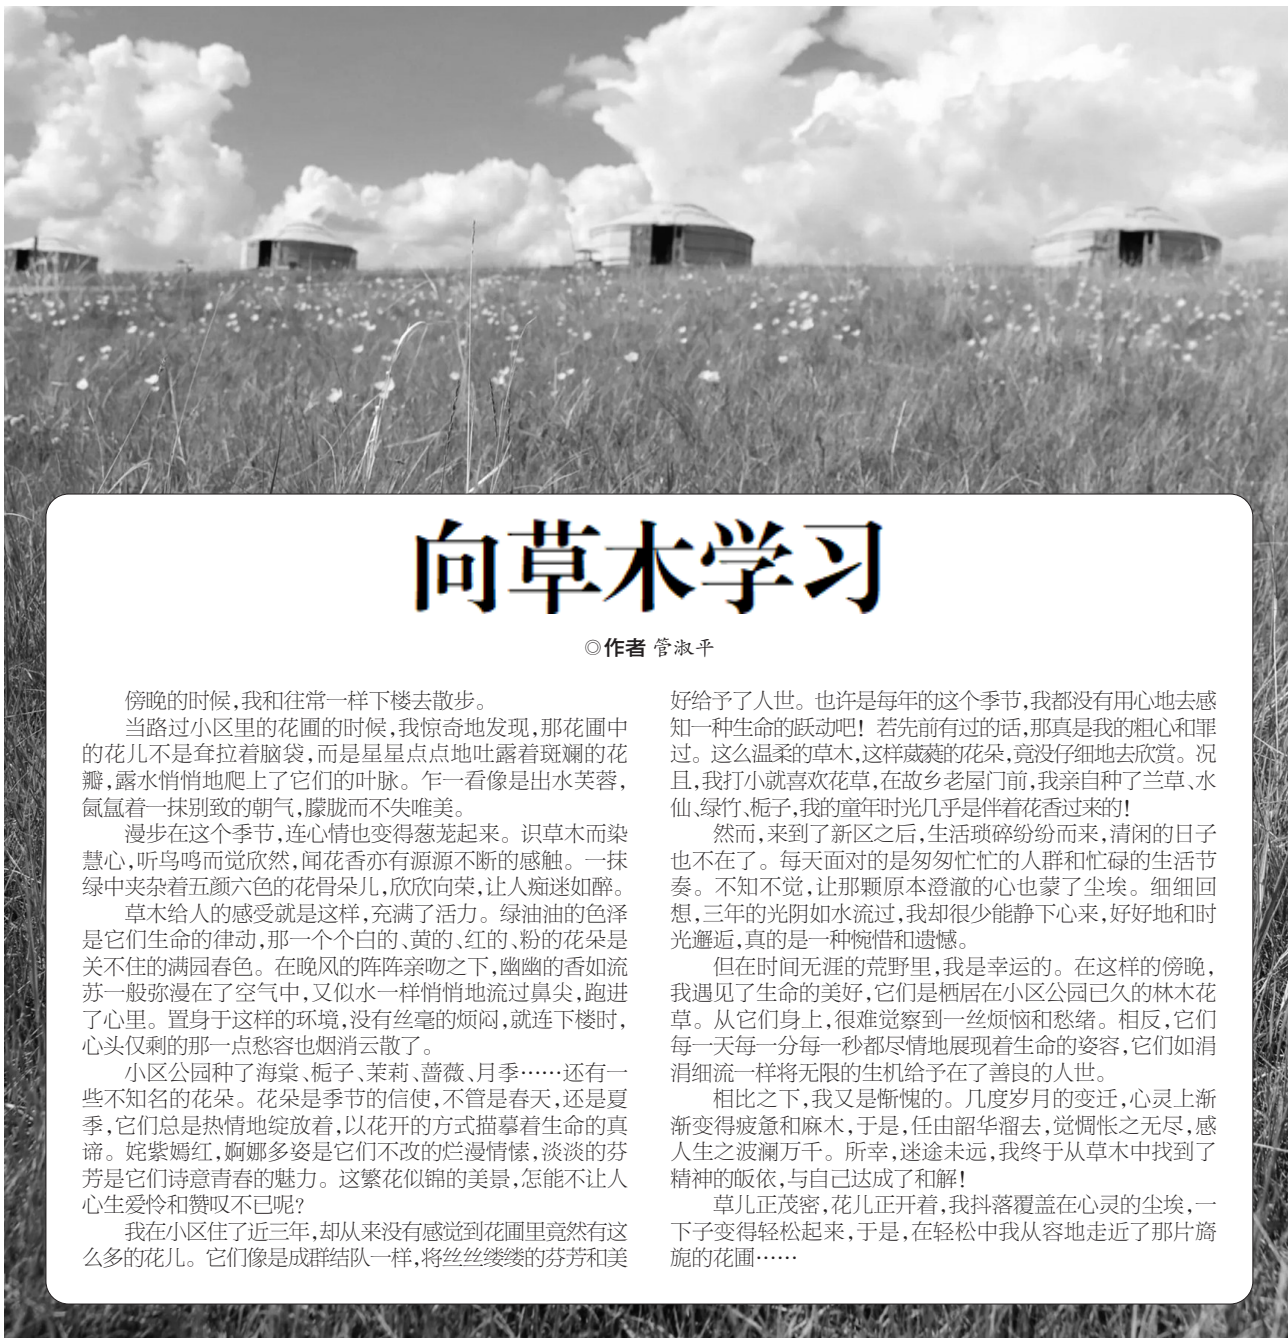 向草木学习
◎作者 管淑平
傍晚的时候,我和往常一样下楼去散步。
当路过小区里的花圃的时候,我惊奇地发现,那花圃中
的花儿不是耷拉着脑袋,而是星星点点地吐露着斑斓的花
瓣,露水悄悄地爬上了它们的叶脉。乍一看像是出水芙蓉,
氤氲着一抹别致的朝气,朦胧而不失唯美。
漫步在这个季节,连心情也变得葱茏起来。识草木而染
慧心,听鸟鸣而觉欣然,闻花香亦有源源不断的感触。一抹
绿中夹杂着五颜六色的花骨朵儿,欣欣向荣,让人痴迷如醉。
草木给人的感受就是这样,充满了活力。绿油油的色泽
是它们生命的律动,那一个个白的、黄的、红的、粉的花朵是
关不住的满园春色。在晚风的阵阵亲吻之下,幽幽的香如流
苏一般弥漫在了空气中,又似水一样悄悄地流过鼻尖,跑进
了心里。置身于这样的环境,没有丝毫的烦闷,就连下楼时,
心头仅剩的那一点愁容也烟消云散了。
小区公园种了海棠、栀子、茉莉、蔷薇、月季……还有一
些不知名的花朵。花朵是季节的信使,不管是春天,还是夏
季,它们总是热情地绽放着,以花开的方式描摹着生命的真
谛。姹紫嫣红,婀娜多姿是它们不改的烂漫情愫,淡淡的芬
芳是它们诗意青春的魅力。这繁花似锦的美景,怎能不让人
心生爱怜和赞叹不已呢?
我在小区住了近三年,却从来没有感觉到花圃里竟然有这
么多的花儿。它们像是成群结队一样,将丝丝缕缕的芬芳和美
好给予了人世。也许是每年的这个季节,我都没有用心地去感
知一种生命的跃动吧!若先前有过的话,那真是我的粗心和罪
过。这么温柔的草木,这样葳蕤的花朵,竟没仔细地去欣赏。况
且,我打小就喜欢花草,在故乡老屋门前,我亲自种了兰草、水
仙、绿竹、栀子,我的童年时光几乎是伴着花香过来的!
然而,来到了新区之后,生活琐碎纷纷而来,清闲的日子
也不在了。每天面对的是匆匆忙忙的人群和忙碌的生活节
奏。不知不觉,让那颗原本澄澈的心也蒙了尘埃。细细回
想,三年的光阴如水流过,我却很少能静下心来,好好地和时
光邂逅,真的是一种惋惜和遗憾。
但在时间无涯的荒野里,我是幸运的。在这样的傍晚,
我遇见了生命的美好,它们是栖居在小区公园已久的林木花
草。从它们身上,很难觉察到一丝烦恼和愁绪。相反,它们
每一天每一分每一秒都尽情地展现着生命的姿容,它们如涓
涓细流一样将无限的生机给予在了善良的人世。
相比之下,我又是惭愧的。几度岁月的变迁,心灵上渐
渐变得疲惫和麻木,于是,任由韶华溜去,觉惆怅之无尽,感
人生之波澜万千。所幸,迷途未远,我终于从草木中找到了
精神的皈依,与自己达成了和解!
草儿正茂密,花儿正开着,我抖落覆盖在心灵的尘埃,一
下子变得轻松起来,于是,在轻松中我从容地走近了那片旖
旎的花圃……